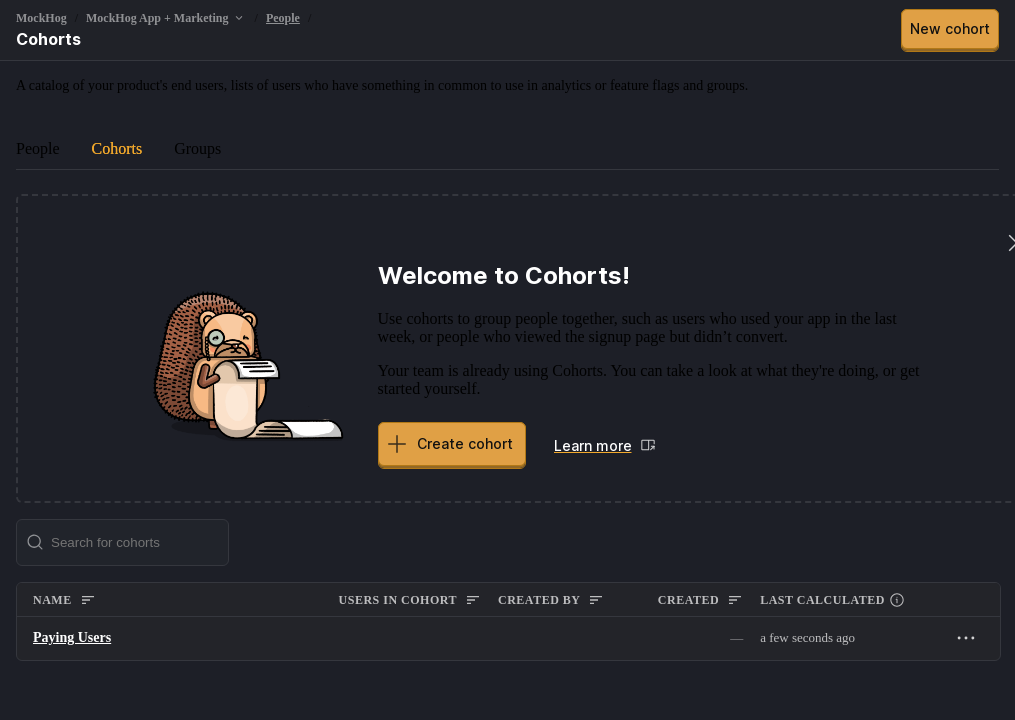 MockHog / MockHog App + Marketing / People /
Cohorts
New cohort
A catalog of your product's end users, lists of users who have something in common to use in analytics or feature flags and groups.
People Cohorts Groups
Welcome to Cohorts!
Use cohorts to group people together, such as users who used your app in the last
week, or people who viewed the signup page but didn’t convert.
Your team is already using Cohorts. You can take a look at what they're doing, or get
started yourself.
Create cohort Learn more
Search for cohorts
NAME USERS IN COHORT CREATED BY CREATED LAST CALCULATED
Paying Users — a few seconds ago